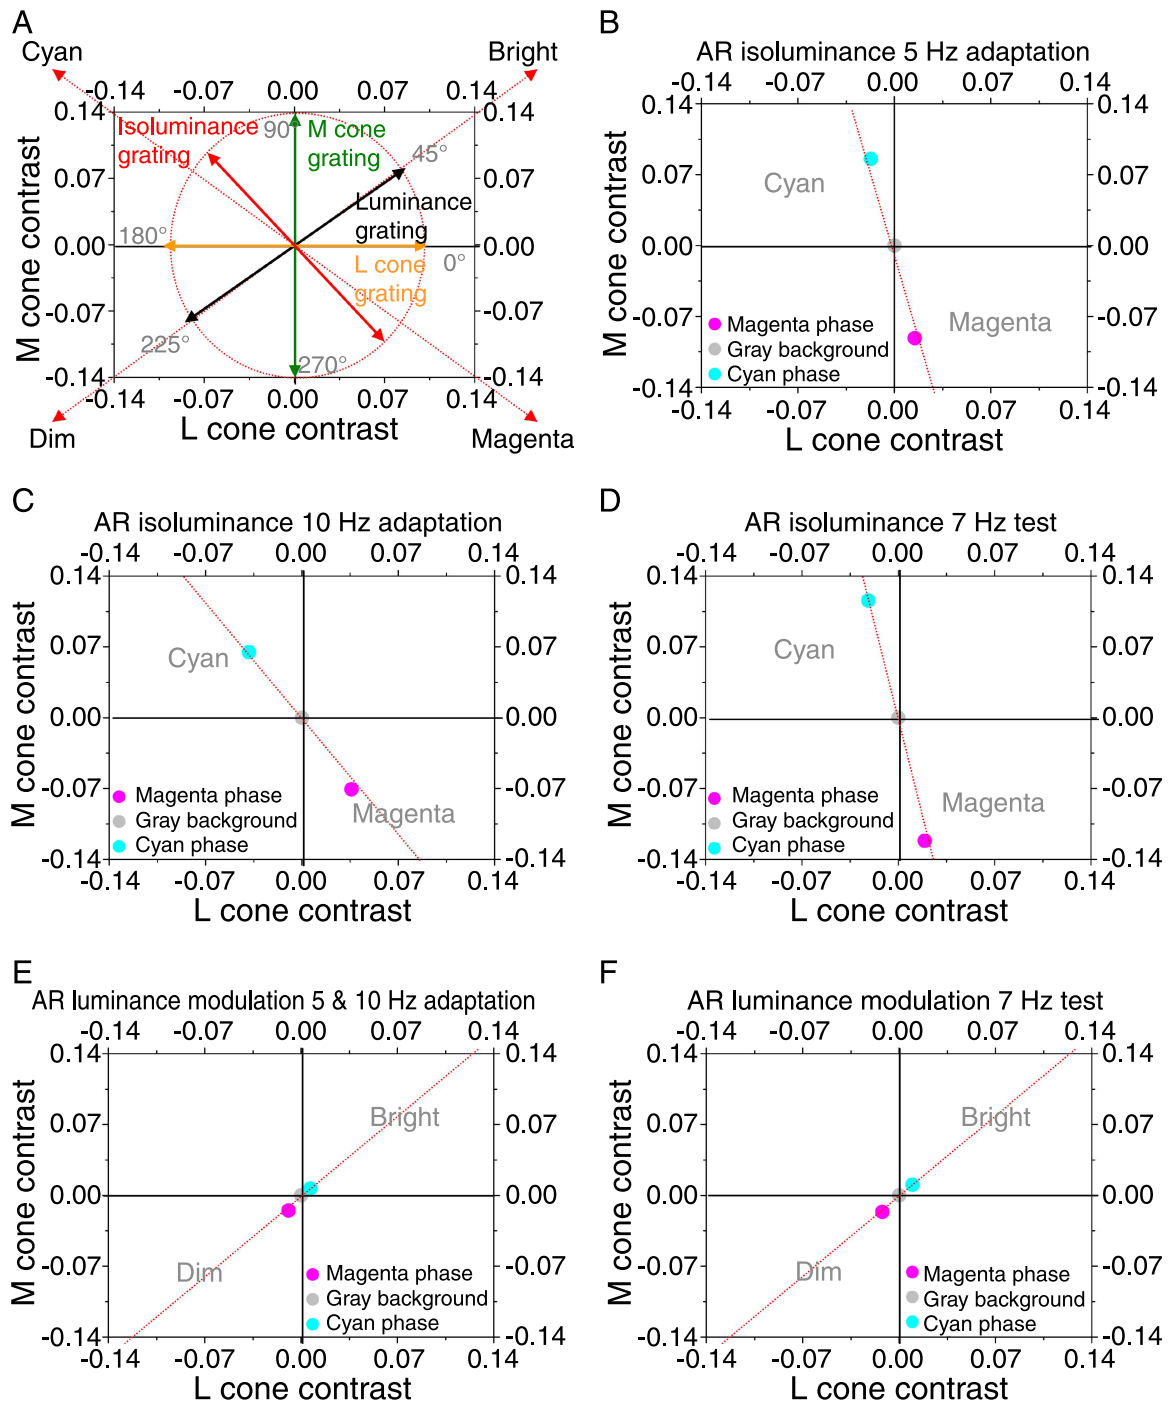 A
Cyan
Bright
-0.14 -0.07 0.00 0.07 0.14
0.14 0.14
Isoluminance
grating
90°
M cone
grating
45°
0.07 0.07
Luminance
grating
180°
0.00 0.00
0°
L cone
grating
-0.07 -0.07
225°
270°
-0.14 -0.14
-0.14 -0.07 0.00 0.07 0.14
M cone contrast
L cone contrast
Dim
Magenta
B
AR isoluminance 5 Hz adaptation
-0.14 -0.07 0.00 0.07 0.14
0.14 0.14
0.07 0.07
Cyan
0.00 0.00
-0.07 -0.07
Magenta
Magenta phase
Gray background
Cyan phase
-0.14 -0.14
-0.14 -0.07 0.00 0.07 0.14
M cone contrast
L cone contrast
C
AR isoluminance 10 Hz adaptation
-0.14 -0.07 0.00 0.07 0.14
0.14 0.14
0.07 0.07
Cyan
0.00 0.00
-0.07 -0.07
Magenta
Magenta phase
Gray background
Cyan phase
-0.14 -0.14
-0.14 -0.07 0.00 0.07 0.14
M cone contrast
L cone contrast
D
AR isoluminance 7 Hz test
-0.14 -0.07 0.00 0.07 0.14
0.14 0.14
0.07 0.07
Cyan
0.00 0.00
-0.07 -0.07
Magenta
Magenta phase
Gray background
Cyan phase
-0.14 -0.14
-0.14 -0.07 0.00 0.07 0.14
M cone contrast
L cone contrast
E
AR luminance modulation 5 & 10 Hz adaptation
-0.14 -0.07 0.00 0.07 0.14
0.14 0.14
Bright
0.07 0.07
0.00 0.00
-0.07 -0.07
Dim
Magenta phase
Gray background
Cyan phase
-0.14 -0.14
-0.14 -0.07 0.00 0.07 0.14
M cone contrast
L cone contrast
F
AR luminance modulation 7 Hz test
-0.14 -0.07 0.00 0.07 0.14
0.14 0.14
Bright
0.07 0.07
0.00 0.00
-0.07 -0.07
Dim
Magenta phase
Gray background
Cyan phase
-0.14 -0.14
-0.14 -0.07 0.00 0.07 0.14
M cone contrast
L cone contrast